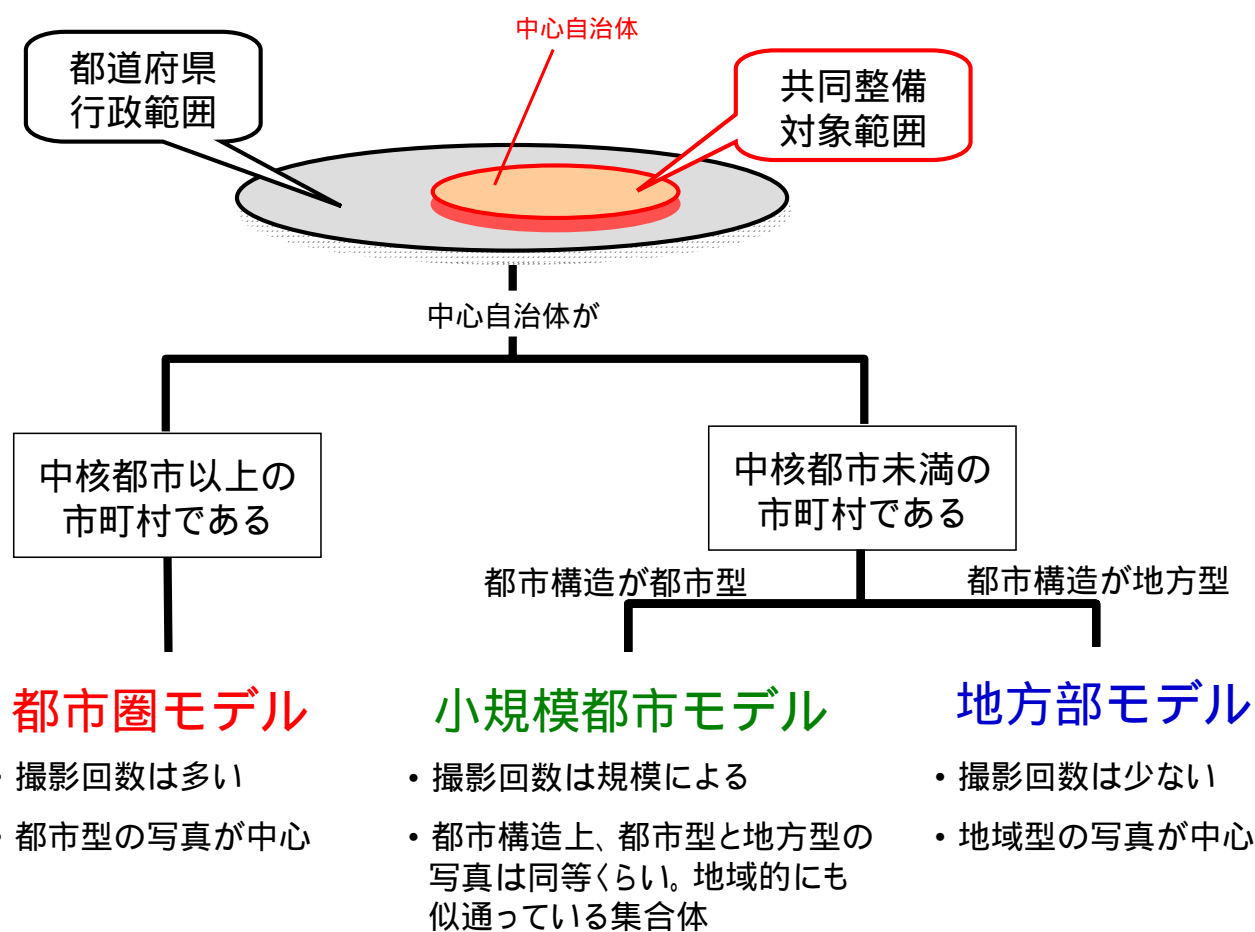 中心自治体
都道府県
行政範囲
共同整備
対象範囲
中心自治体が
中核都市以上の
市町村である
中核都市未満の
市町村である
都市構造が都市型
都市構造が地方型
都市圏モデル
・撮影回数は多い
・都市型の写真が中心
小規模都市モデル
・撮影回数は規模による
・都市構造上、都市型と地方型の
写真は同等くらい。地域的にも
似通っている集合体
地方部モデル
・撮影回数は少ない
・地域型の写真が中心